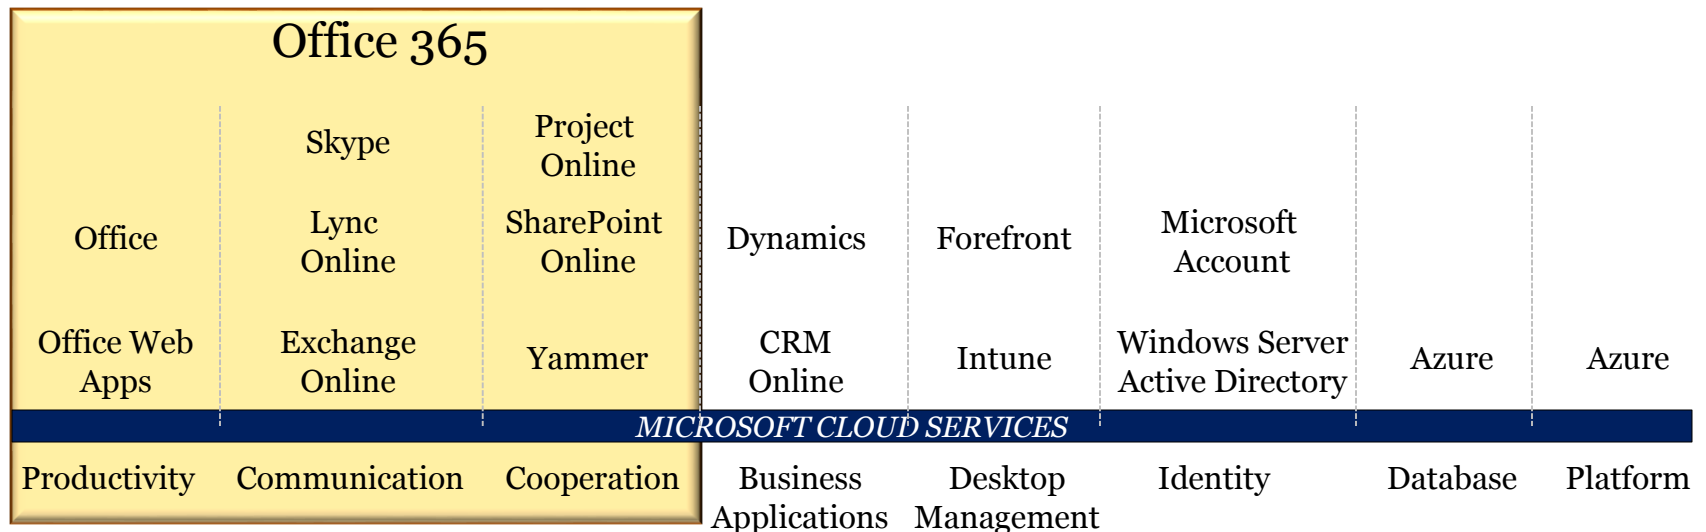 Office 365
Skype
Project
Online
Office
Lync
Online
SharePoint
Online
Dynamics
Forefront
Microsoft
Account
Office Web
Apps
Exchange
Online
Yammer
CRM
Online
Intune
Windows Server
Active Directory
Azure
Azure
MICROSOFT CLOUD SERVICES
Productivity
Communication
Cooperation
Business
Applications
Desktop
Management
Identity
Database
Platform